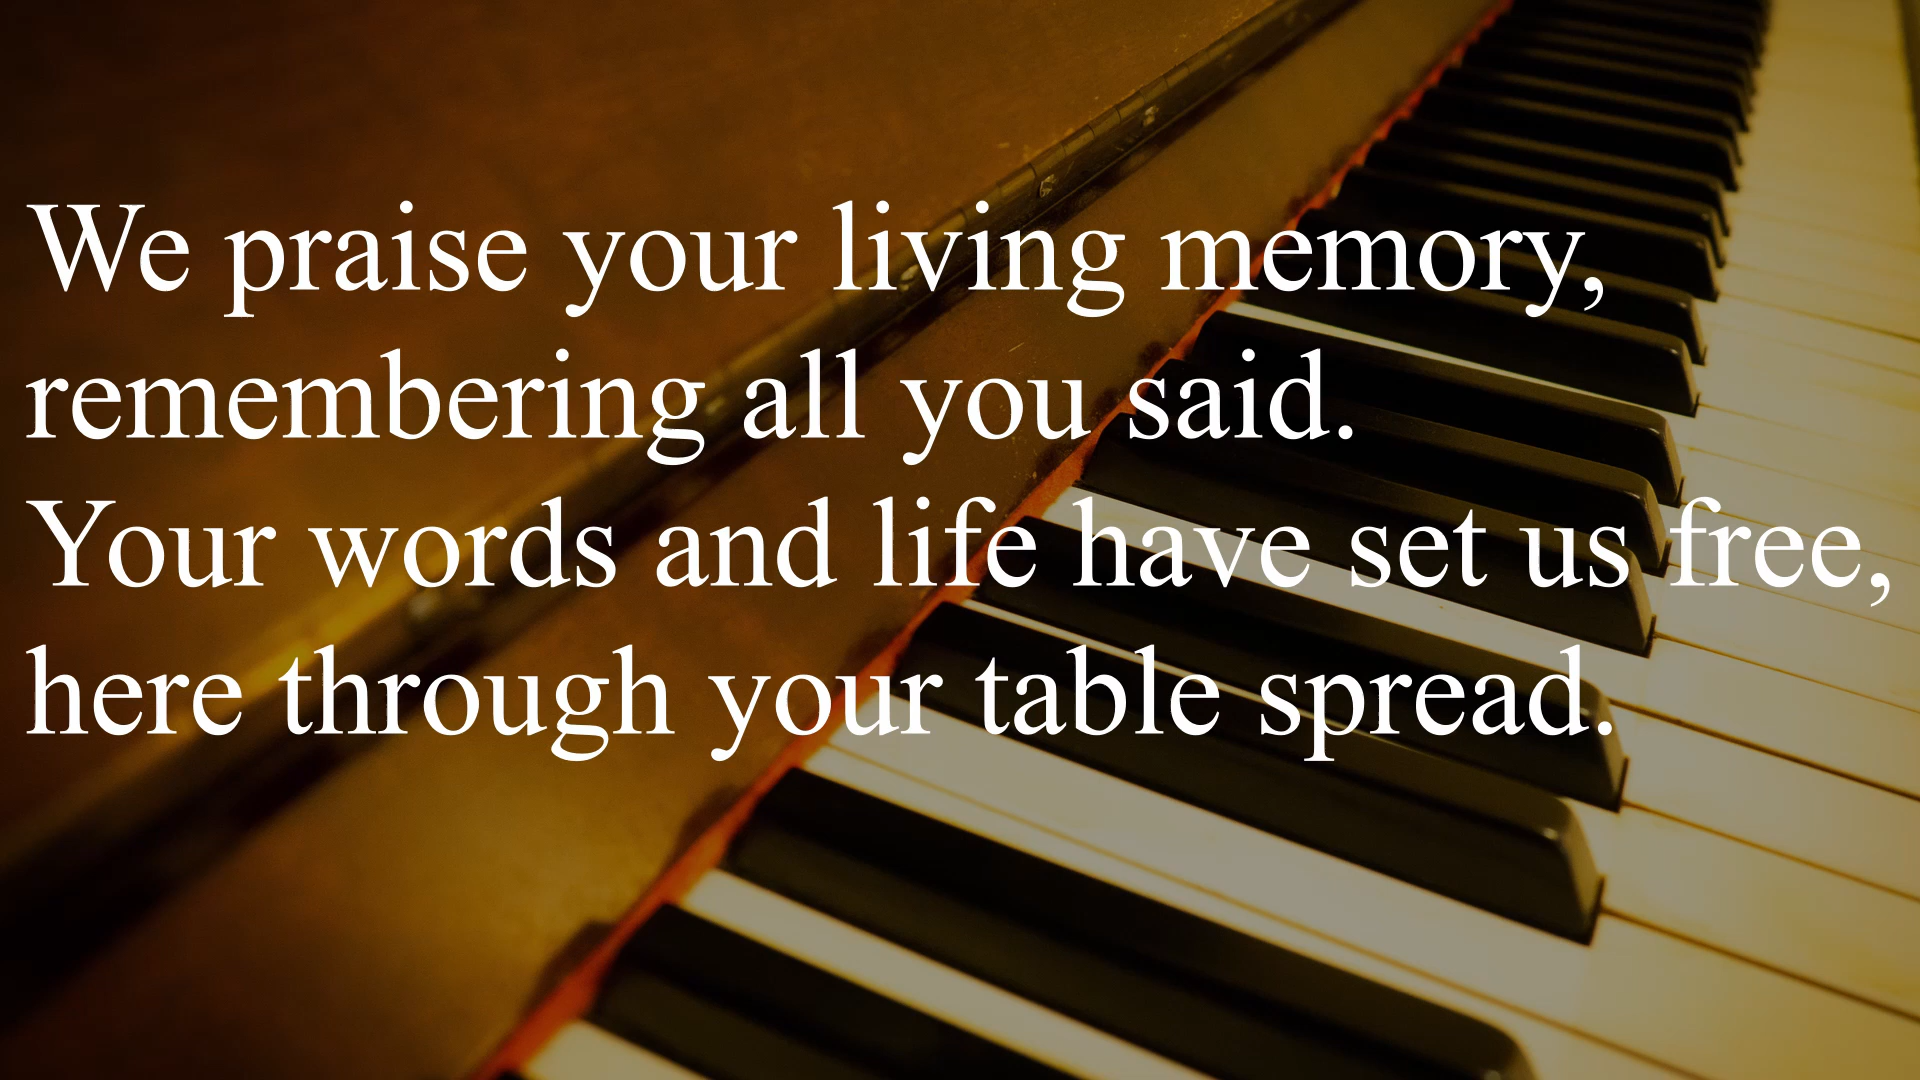 We praise your living memory,
remembering all you said.
Your words and life have set us free,
here through your table spread.